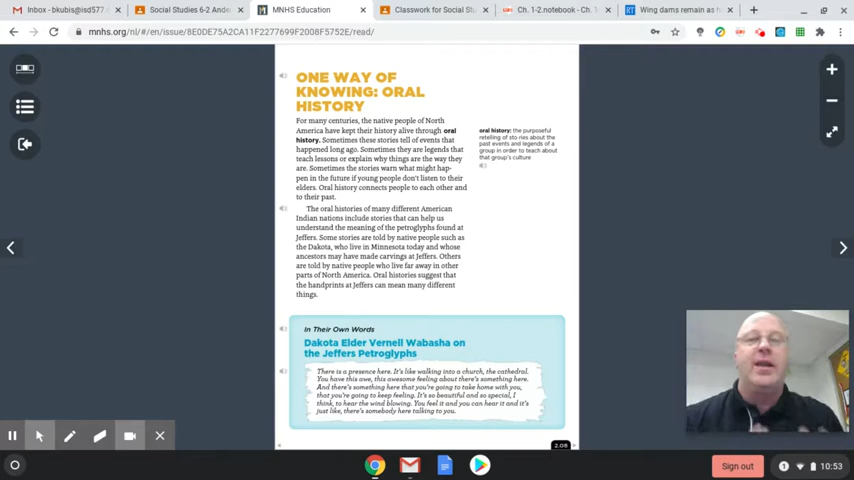 Inbox - bkubis@isd577.
Social Studies 6-2 Ande
MNHS Education
Classwork for Social St
Ch. 1-2.notebook - Ch. 1
Wing dams remain as h
mnhs.org/nl/#/en/issue/8E0DE75A2CA11F2277699F2008F5752E/read/
ONE WAY OF
KNOWING: ORAL
HISTORY
For many centuries, the native people of North
America have kept their history alive through oral
history. Sometimes these stories tell of events that
happened long ago. Sometimes they are legends that
teach lessons or explain why things are the way they
are. Sometimes the stories warn what might hap-
pen in the future if young people don't listen to their
elders. Oral history connects people to each other and
to their past.
oral history: the purposeful
retelling of sto ries about the
past events and legends of a
group in order to teach about
that group's culture
The oral histories of many different American
Indian nations include stories that can help us
understand the meaning of the petroglyphs found at
Jeffers. Some stories are told by native people such as
the Dakota, who live in Minnesota today and whose
ancestors may have made carvings at Jeffers. Others
are told by native people who live far away in other
parts of North America. Oral histories suggest that
the handprints at Jeffers can mean many different
things.
In Their Own Words
Dakota Elder Vernell Wabasha on
the Jeffers Petroglyphs
There is a presence here. It's like walking into a church, the cathedral.
You have this awe, this awesome feeling about there's something here.
And there's something here that you're going to take home with you,
that you're going to keep feeling. It's so beautiful and so special, I
think, to hear the wind blowing. You feel it and you can hear it and it's
just like, there's somebody here talking to you.
2.08
Sign out
1
10:53